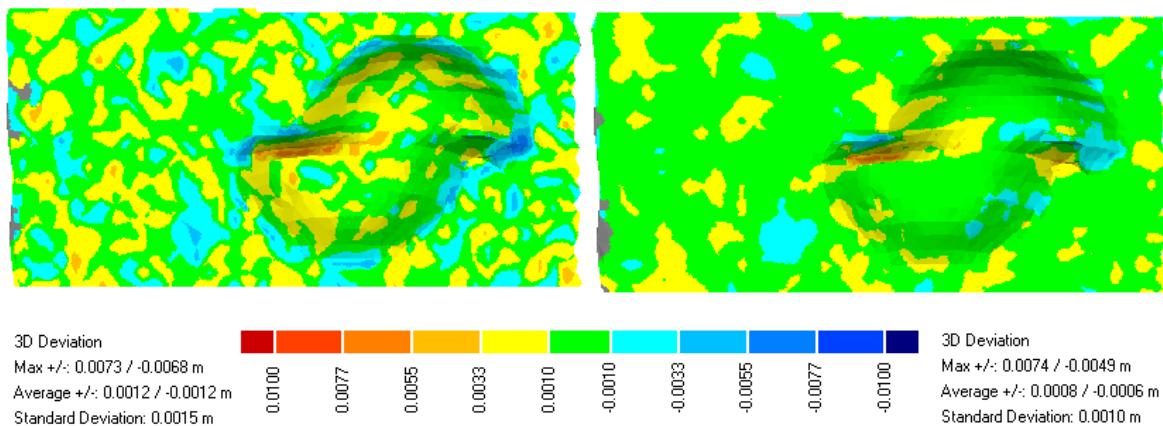 3D Deviation
Max +/-: 0.0073 / -0.0068 m
Average +/-: 0.0012 / -0.0012 m
Standard Deviation: 0.0015 m
0.0100
0.0077
0.0055
0.0033
0.0010
-0.0010
-0.0033
-0.0055
-0.0077
-0.0100
3D Deviation
Max +/-: 0.0074 / -0.0049 m
Average +/-: 0.0008 / -0.0006 m
Standard Deviation: 0.0010 m